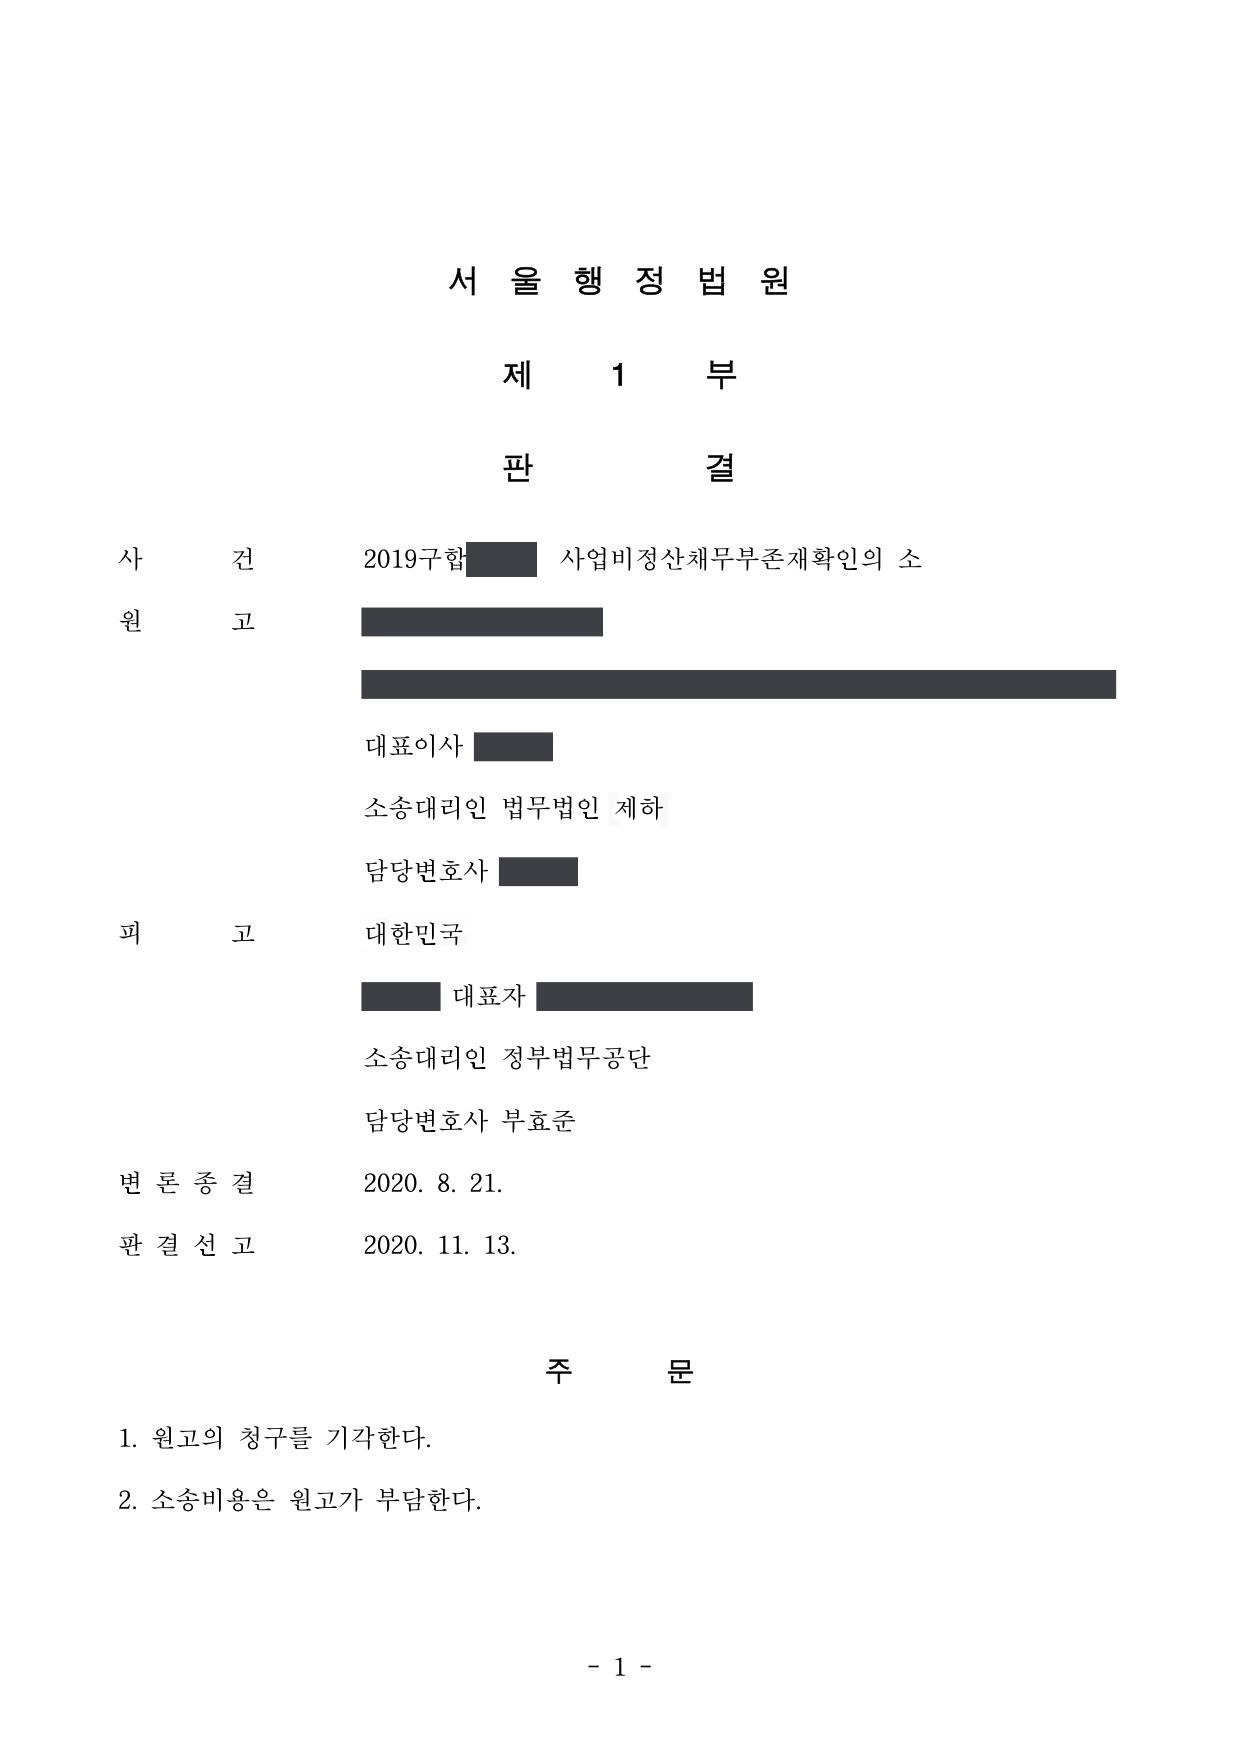 서 울 행 정 법 원
제 1 부
판 결
사 건 2019구합 사업비정산채무부존재확인의 소
원 고
대표이사
소송대리인 법무법인 제하
담당변호사
피 고 대한민국
대표자
소송대리인 정부법무공단
담당변호사 부효준
변 론 종 결 2020. 8. 21.
판 결 선 고 2020. 11. 13.
주 문
1. 원고의 청구를 기각한다.
2. 소송비용은 원고가 부담한다.
- 1 -